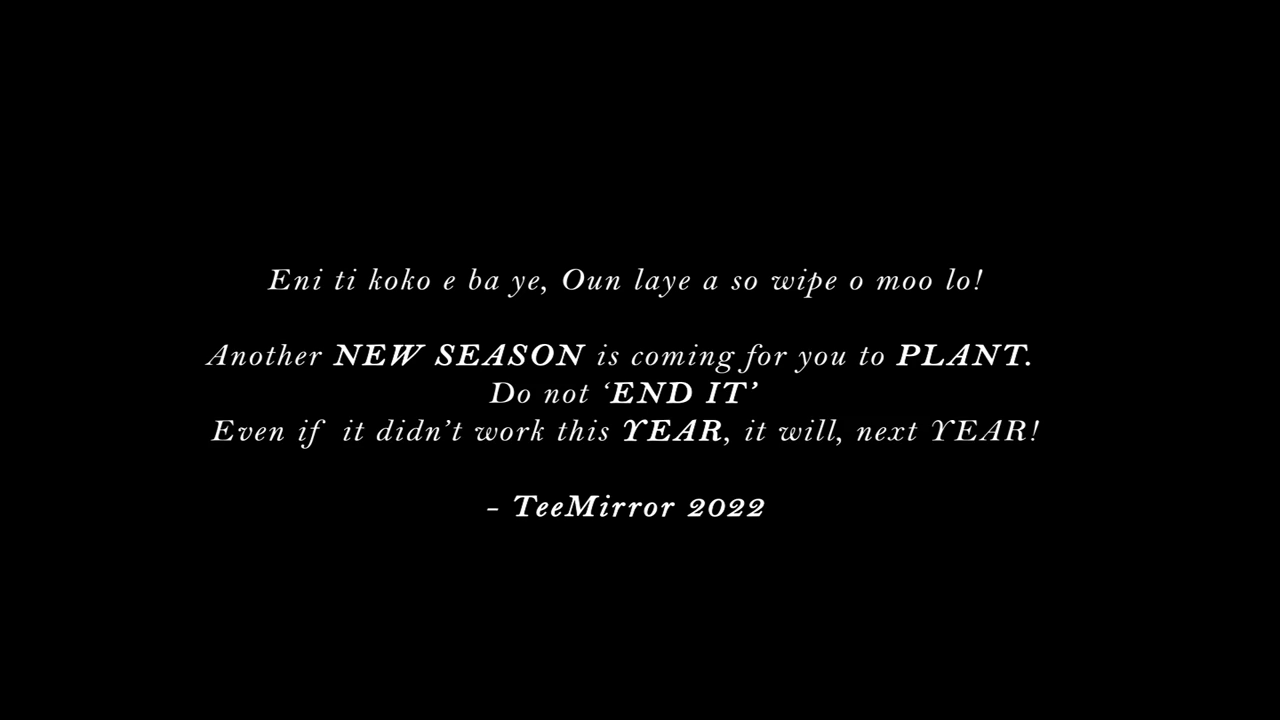 Eni ti koko e ba ye, Oun laye a so wipe o moo lo!
Another NEW SEASON is coming for you to PLANT.
Do not ‘END IT’
Even if it didn’t work this YEAR, it will, next YEAR!
- TeeMirror 2022